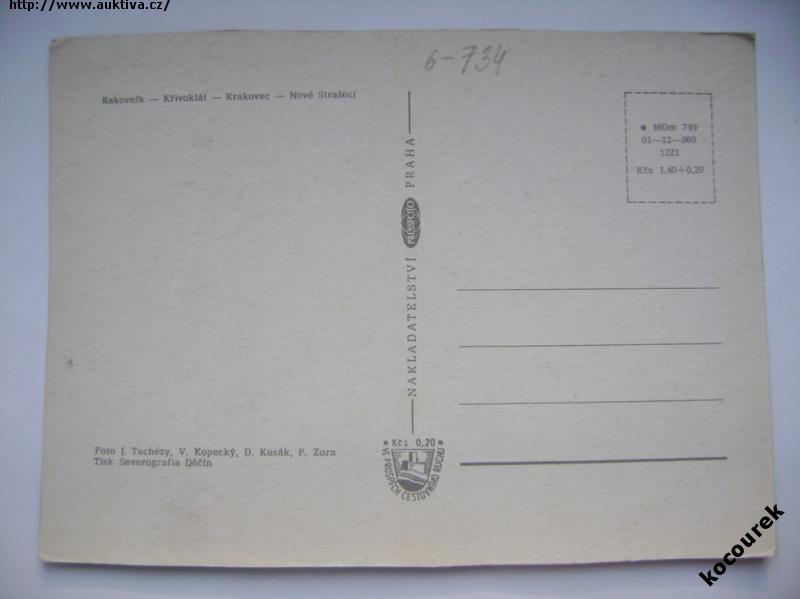 http://www.auktiva.cz/
6-734
Rakovník — Křivoklát — Krakovec — Nové Strašecí
● MOm 749
01—12—969
1221
Kčs 1,40+0,20
NAKLADATELSTVÍ PRESSFOTO PRAHA
Foto J. Tachezy, V. Kopecký, D. Kusák, P. Zora
Tisk Severografia Děčín
* Kčs 0,20 *
VE PROSPĚCH CESTOVNÍHO RUCHU
kocourek